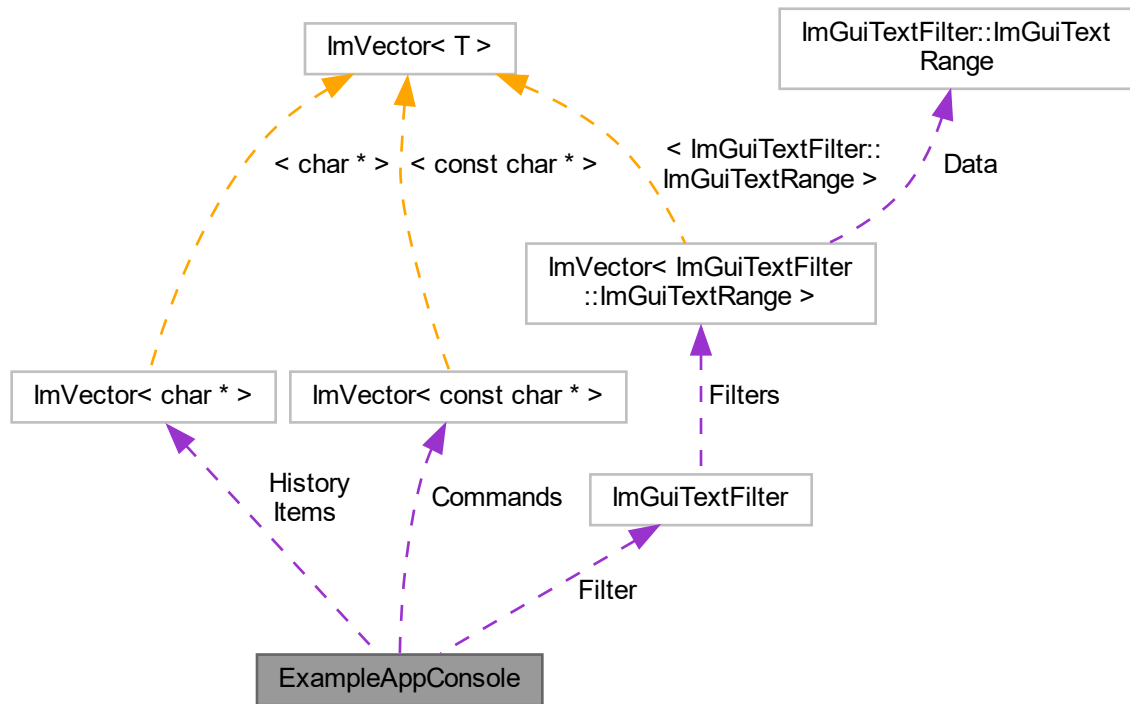 ImVector< T >
ImGuiTextFilter::ImGuiText
Range
< char * >
< const char * >
< ImGuiTextFilter::
ImGuiTextRange >
Data
ImVector< ImGuiTextFilter
::ImGuiTextRange >
ImVector< char * >
ImVector< const char * >
Filters
History
Items
Commands
ImGuiTextFilter
Filter
ExampleAppConsole